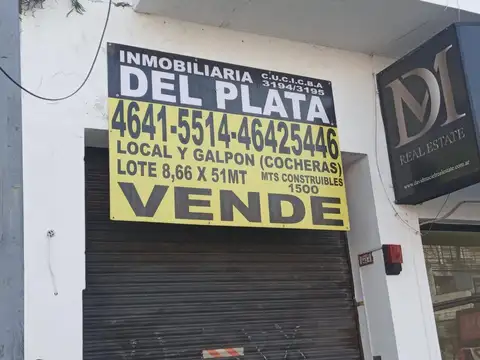 INMOBILIARIA
C.U.C.I.C.B.A
3194/3195
DEL PLATA
4641-5514-46425446
LOCAL Y GALPON (COCHERAS)
LOTE 8,66 X 51MT
MTS CONSTRUIBLES
1500
VENDE
DM
REAL ESTATE